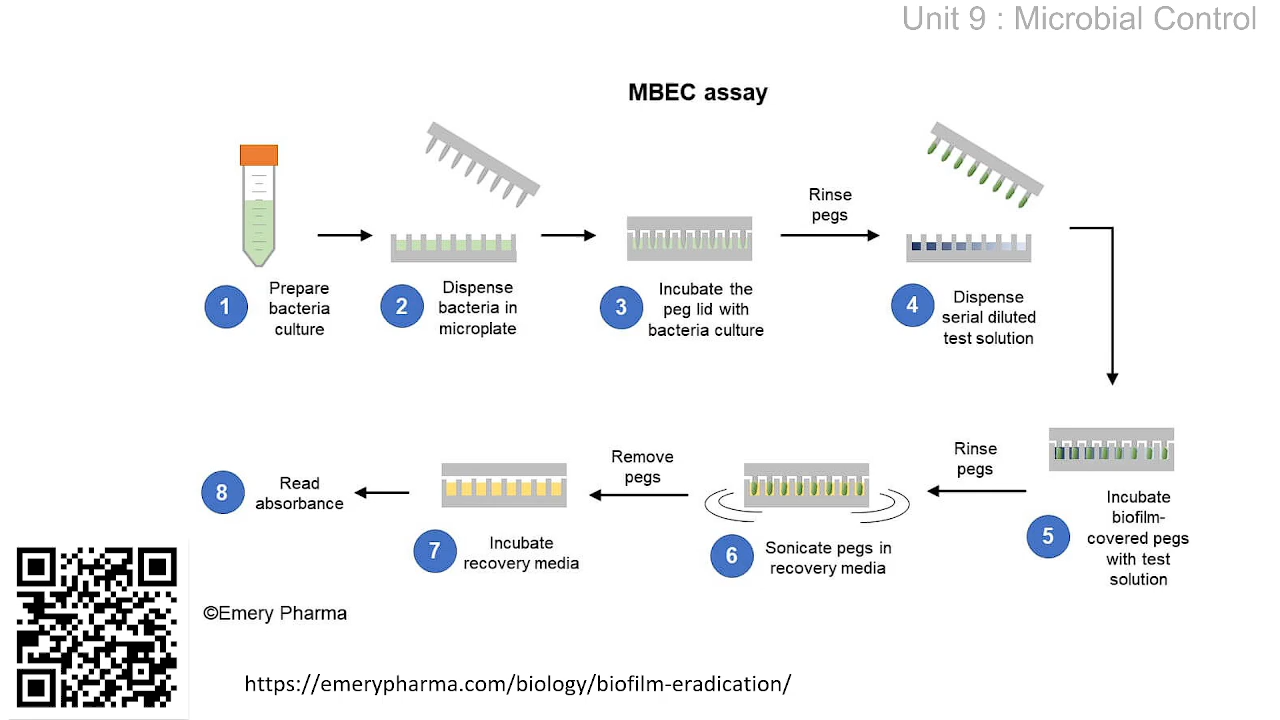 Unit 9 : Microbial Control
MBEC assay
Rinse
pegs
1
Prepare
bacteria
culture
2
Dispense
bacteria in
microplate
3
Incubate the
peg lid with
bacteria culture
4
Dispense
serial diluted
test solution
8
Read
absorbance
Remove
pegs
Rinse
pegs
7
Incubate
recovery media
6
Sonicate pegs in
recovery media
5
Incubate
biofilm-
covered pegs
with test
solution
©Emery Pharma
https://emerypharma.com/biology/biofilm-eradication/